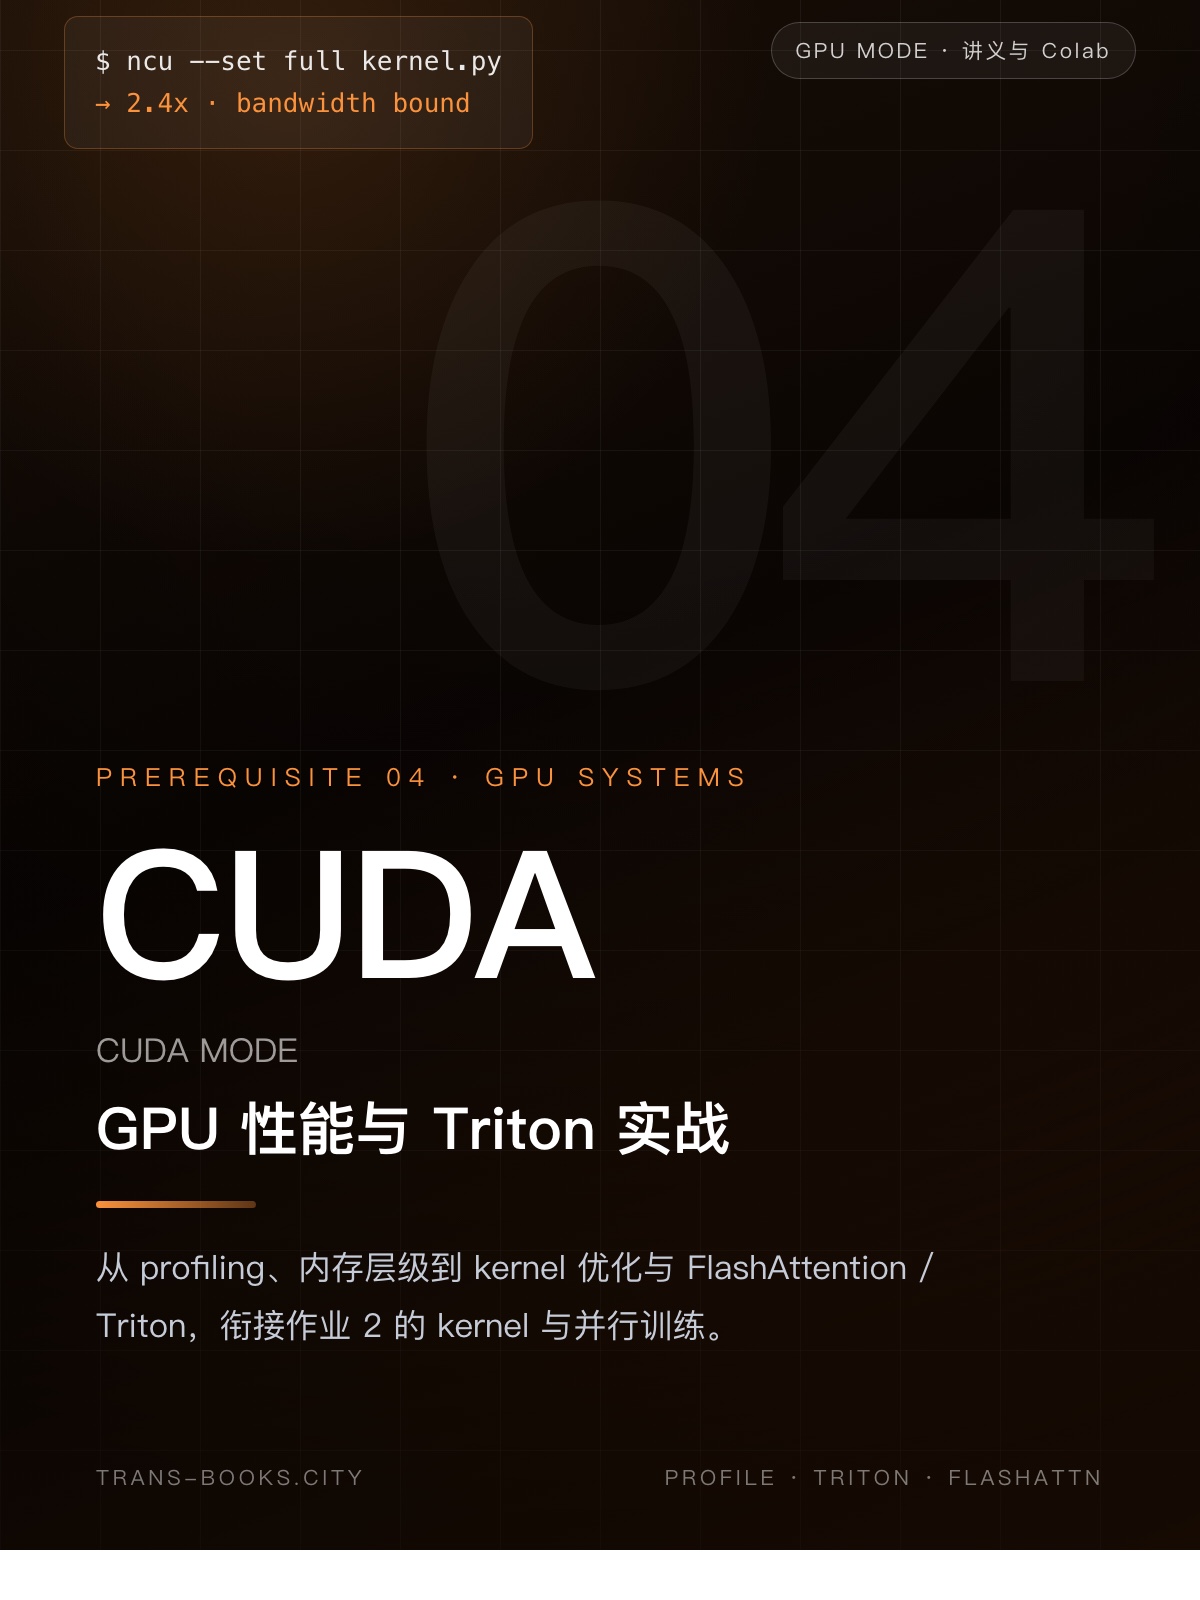 $ ncu --set full kernel.py
→ 2.4x · bandwidth bound
GPU MODE · 讲义与 Colab
04
PREREQUISITE 04 · GPU SYSTEMS
CUDA
CUDA MODE
GPU 性能与 Triton 实战
从 profiling、内存层级到 kernel 优化与 FlashAttention /
Triton，衔接作业 2 的 kernel 与并行训练。
TRANS-BOOKS.CITY
PROFILE · TRITON · FLASHATTN